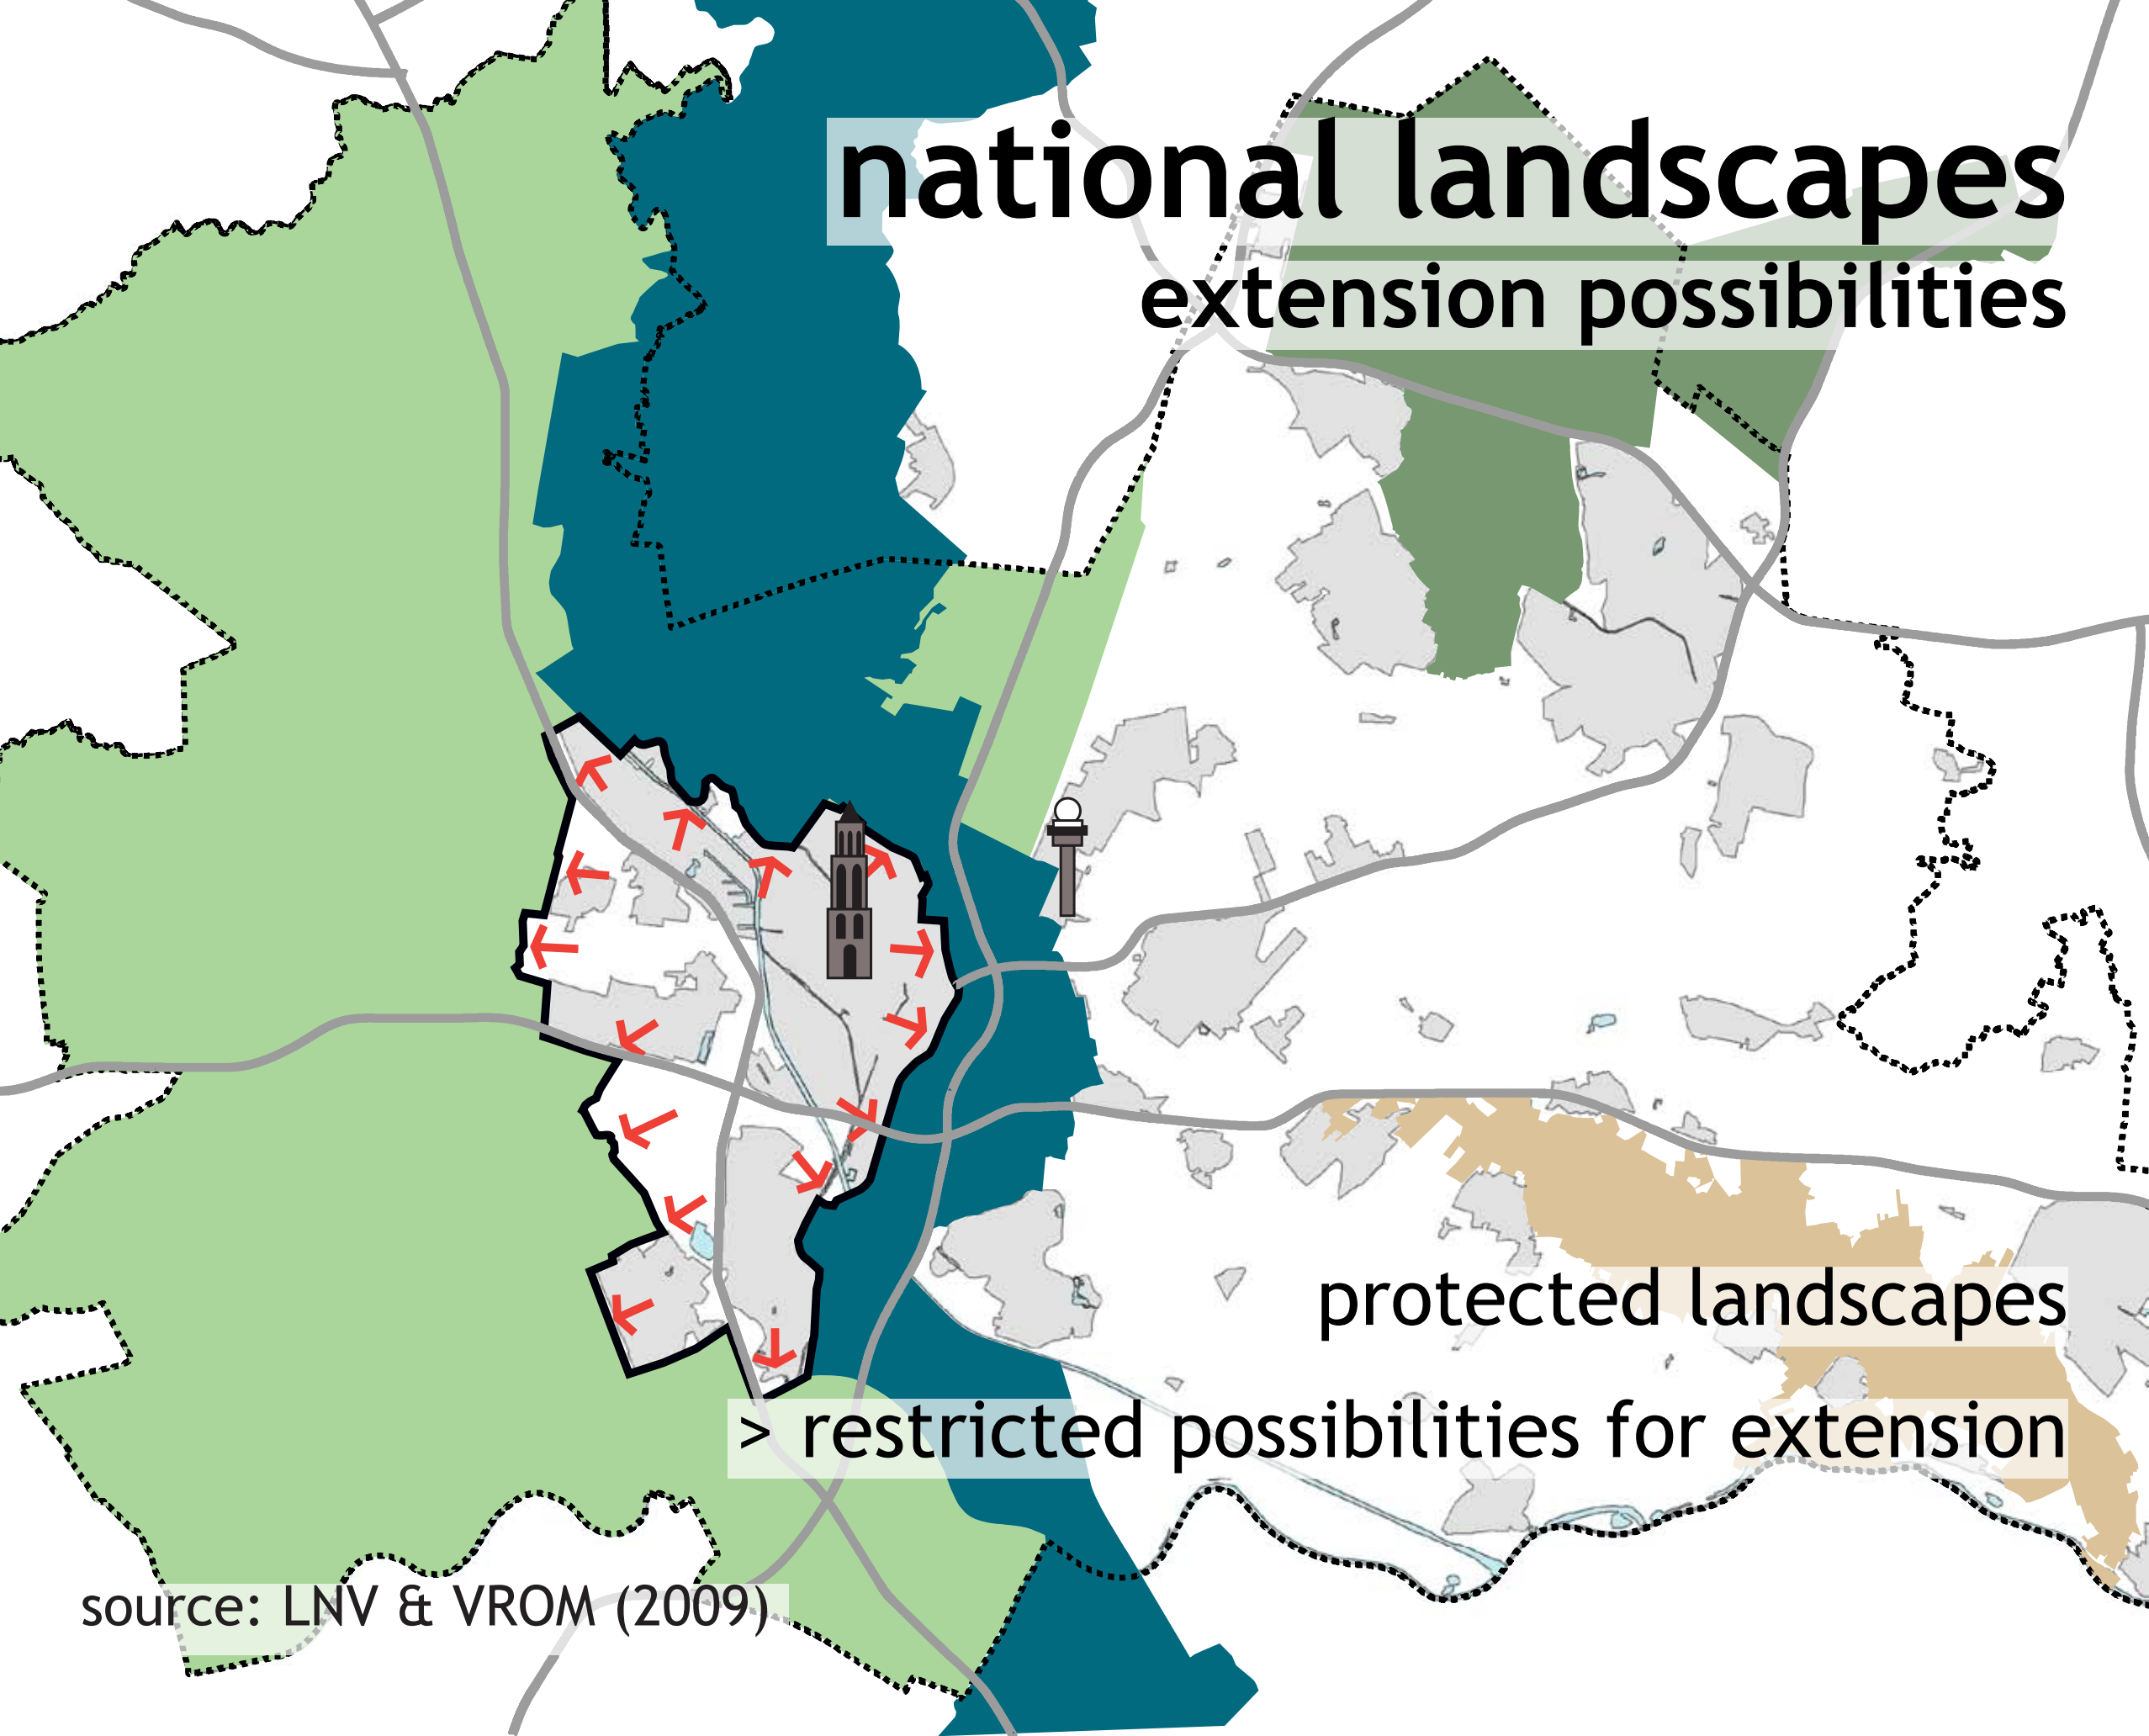 national landscapes
extension possibilities
protected landscapes
> restricted possibilities for extension
source: LNV & VROM (2009)